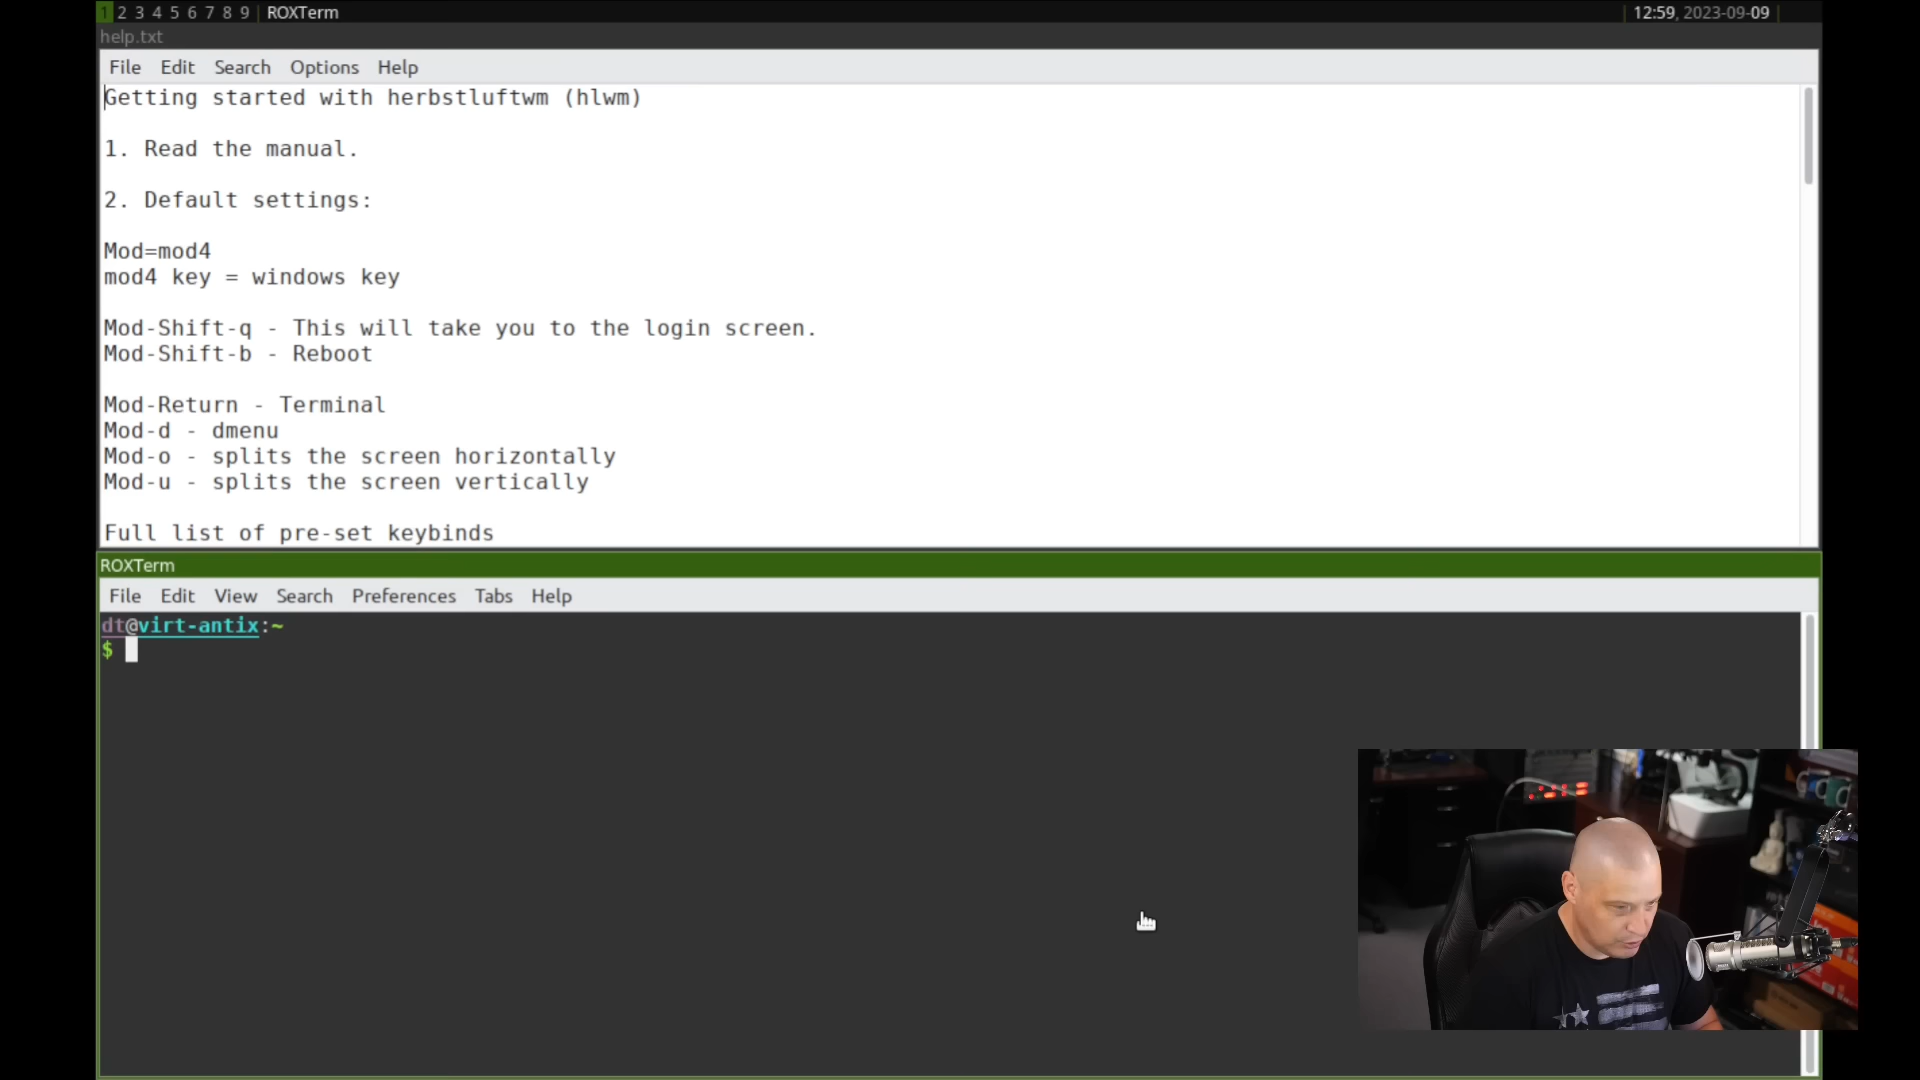 1 2 3 4 5 6 7 8 9 ROXTerm 12:59, 2023-09-09
help.txt
File Edit Search Options Help
Getting started with herbstluftwm (hlwm)
1. Read the manual.
2. Default settings:
Mod=mod4
mod4 key = windows key
Mod-Shift-q - This will take you to the login screen.
Mod-Shift-b - Reboot
Mod-Return - Terminal
Mod-d - dmenu
Mod-o - splits the screen horizontally
Mod-u - splits the screen vertically
Full list of pre-set keybinds
ROXTerm
File Edit View Search Preferences Tabs Help
dt@virt-antix:~
$